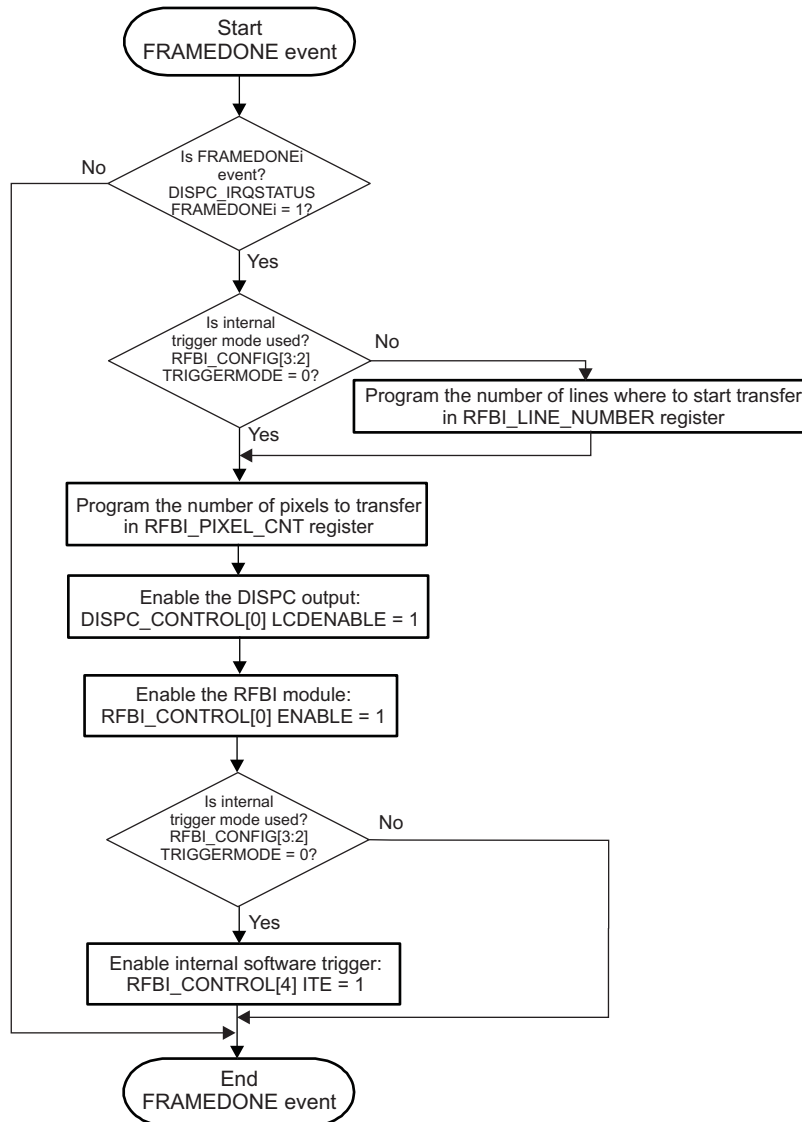 Start
FRAMEDONE event
No
Is FRAMEDONEi
event?
DISPC_IRQSTATUS
FRAMEDONEi = 1?
Yes
Is internal
trigger mode used?
RFBI_CONFIG[3:2]
TRIGGERMODE = 0?
No
Program the number of lines where to start transfer
in RFBI_LINE_NUMBER register
Yes
Program the number of pixels to transfer
in RFBI_PIXEL_CNT register
Enable the DISPC output:
DISPC_CONTROL[0] LCDENABLE = 1
Enable the RFBI module:
RFBI_CONTROL[0] ENABLE = 1
Is internal
trigger mode used?
RFBI_CONFIG[3:2]
TRIGGERMODE = 0?
No
Yes
Enable internal software trigger:
RFBI_CONTROL[4] ITE = 1
End
FRAMEDONE event